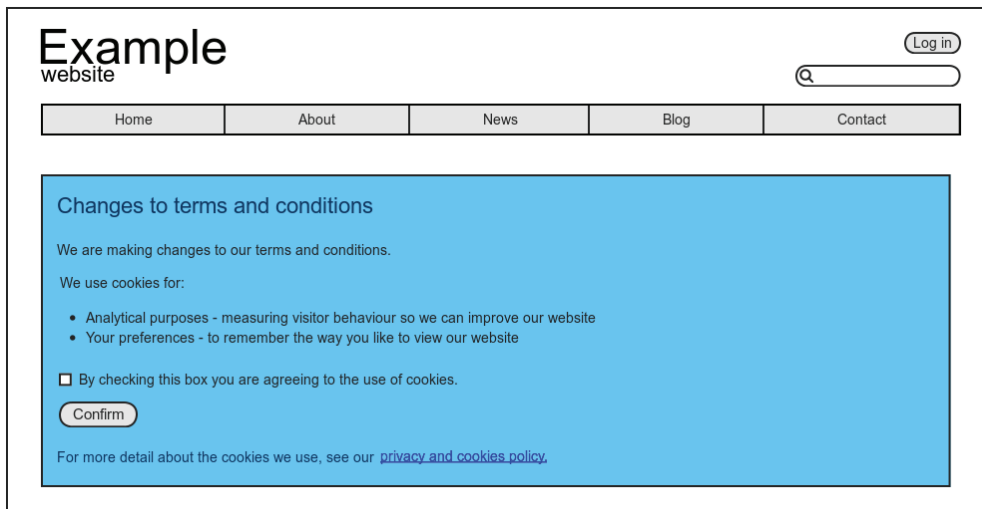 Example
website
Log in
Home About News Blog Contact
Changes to terms and conditions
We are making changes to our terms and conditions.
We use cookies for:
• Analytical purposes - measuring visitor behaviour so we can improve our website
• Your preferences - to remember the way you like to view our website
By checking this box you are agreeing to the use of cookies.
Confirm
For more detail about the cookies we use, see our privacy and cookies policy.